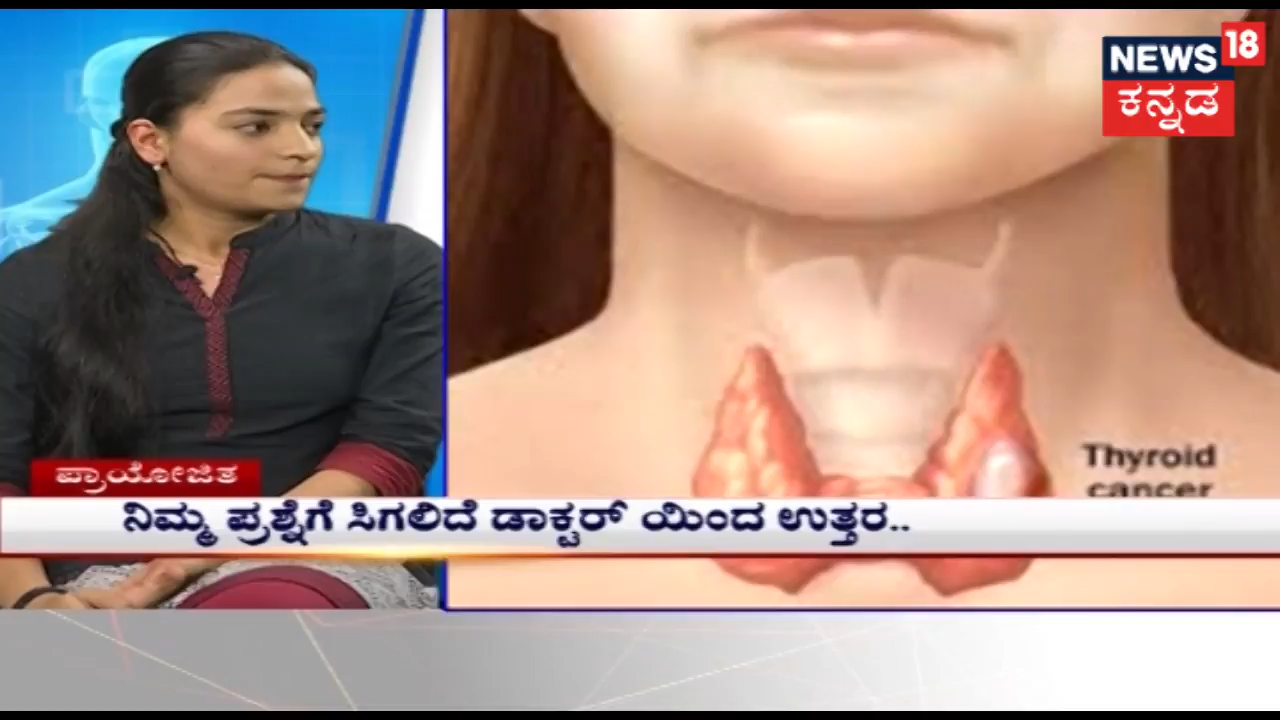 NEWS 18
ಕನ್ನಡ
Thyroid
cancer
ಪ್ರಾಯೋಜಿತ
ನಿಮ್ಮ ಪ್ರಶ್ನೆಗೆ ಸಿಗಲಿದೆ ಡಾಕ್ಟರ್ ಯಿಂದ ಉತ್ತರ..